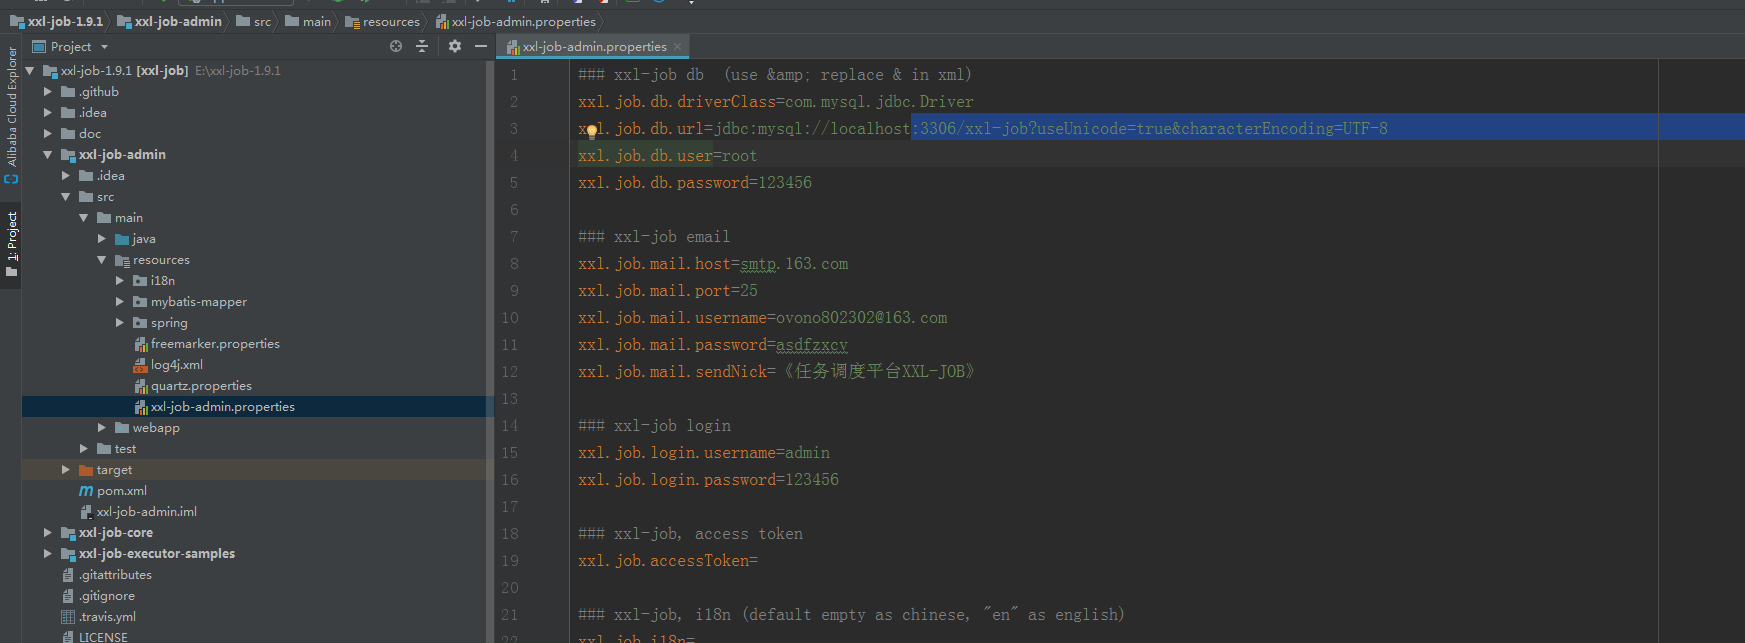 xxl-job-1.9.1 xxl-job-admin src main resources xxl-job-admin.properties
Project
xxl-job-admin.properties
Alibaba Cloud Explorer
1: Project
xxl-job-1.9.1 [xxl-job] E:\xxl-job-1.9.1
.github
.idea
doc
xxl-job-admin
.idea
src
main
java
resources
i18n
mybatis-mapper
spring
freemarker.properties
log4j.xml
quartz.properties
xxl-job-admin.properties
webapp
test
target
pom.xml
xxl-job-admin.iml
xxl-job-core
xxl-job-executor-samples
.gitattributes
.gitignore
.travis.yml
LICENSE
1 ### xxl-job db (use &amp; replace & in xml)
2 xxl.job.db.driverClass=com.mysql.jdbc.Driver
3 xxl.job.db.url=jdbc:mysql://localhost:3306/xxl-job?useUnicode=true&characterEncoding=UTF-8
4 xxl.job.db.user=root
5 xxl.job.db.password=123456
6
7 ### xxl-job email
8 xxl.job.mail.host=smtp.163.com
9 xxl.job.mail.port=25
10 xxl.job.mail.username=ovono802302@163.com
11 xxl.job.mail.password=asdfzxcv
12 xxl.job.mail.sendNick=《任务调度平台XXL-JOB》
13
14 ### xxl-job login
15 xxl.job.login.username=admin
16 xxl.job.login.password=123456
17
18 ### xxl-job, access token
19 xxl.job.accessToken=
20
21 ### xxl-job, i18n (default empty as chinese, "en" as english)
22 xxl.job.i18n=